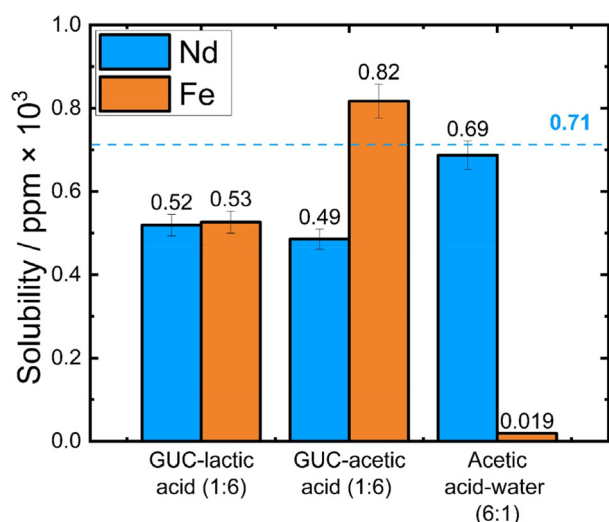 Solubility / ppm × 10³
1.0
0.8
0.6
0.4
0.2
0.0
Nd
Fe
0.52
0.53
0.49
0.82
0.69
0.019
0.71
GUC-lactic
acid (1:6)
GUC-acetic
acid (1:6)
Acetic
acid-water
(6:1)